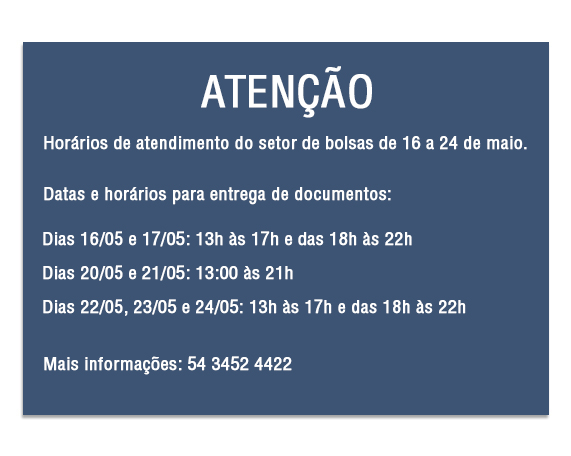 ATENÇÃO
Horários de atendimento do setor de bolsas de 16 a 24 de maio.
Datas e horários para entrega de documentos:
Dias 16/05 e 17/05: 13h às 17h e das 18h às 22h
Dias 20/05 e 21/05: 13:00 às 21h
Dias 22/05, 23/05 e 24/05: 13h às 17h e das 18h às 22h
Mais informações: 54 3452 4422